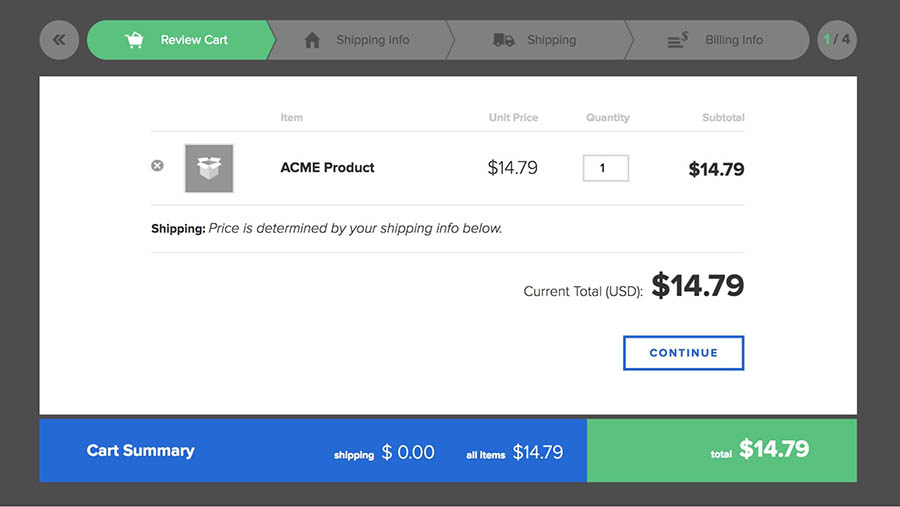 « Review Cart Shipping Info Shipping Billing Info 1 / 4
Item Unit Price Quantity Subtotal
ACME Product $14.79 1 $14.79
Shipping: Price is determined by your shipping info below.
Current Total (USD): $14.79
CONTINUE
Cart Summary shipping $ 0.00 all items $14.79 total $14.79